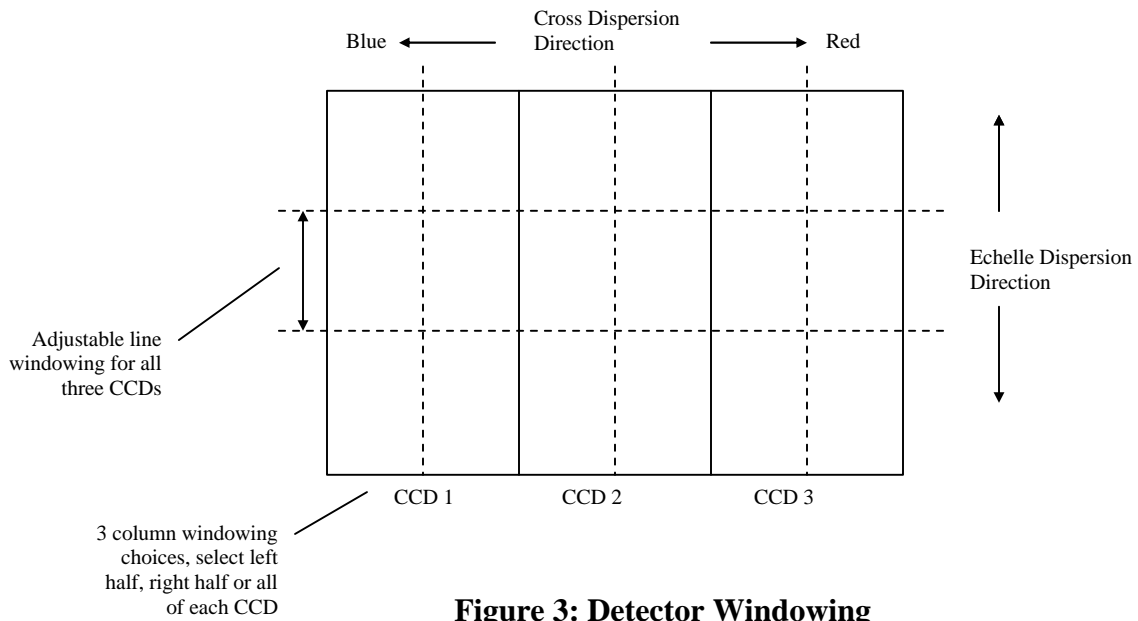 Cross Dispersion
Direction
Blue
Red
Echelle Dispersion
Direction
Adjustable line
windowing for all
three CCDs
CCD 1
CCD 2
CCD 3
3 column windowing
choices, select left
half, right half or all
of each CCD
Figure 3: Detector Windowing